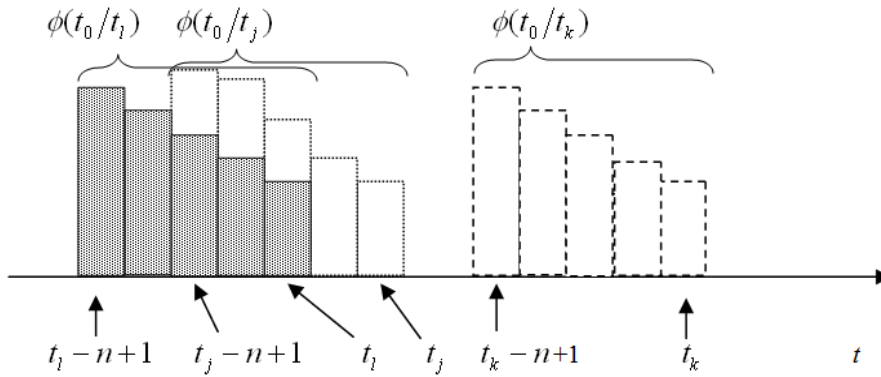 ϕ(t₀/tₗ) ϕ(t₀/tⱼ) ϕ(t₀/tₖ)
tₗ − n + 1 tⱼ − n + 1 tₗ tⱼ tₖ − n + 1 tₖ t